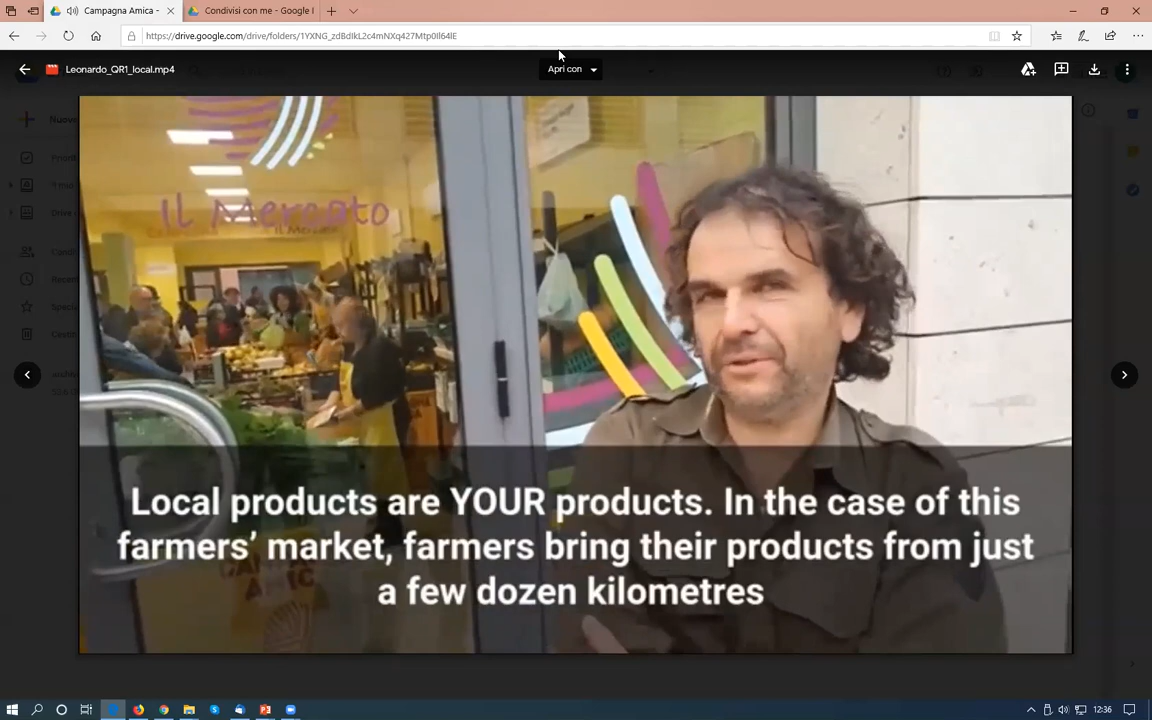 Campagna Amica -
Condivisi con me - Google I
https://drive.google.com/drive/folders/1YXNG_zdBdIkL2c4mNXq427Mtp0Il64lE
Leonardo_QR1_local.mp4
Apri con
Nuovo
Il Mercato
Local products are YOUR products. In the case of this
farmers’ market, farmers bring their products from just
a few dozen kilometres
12:36